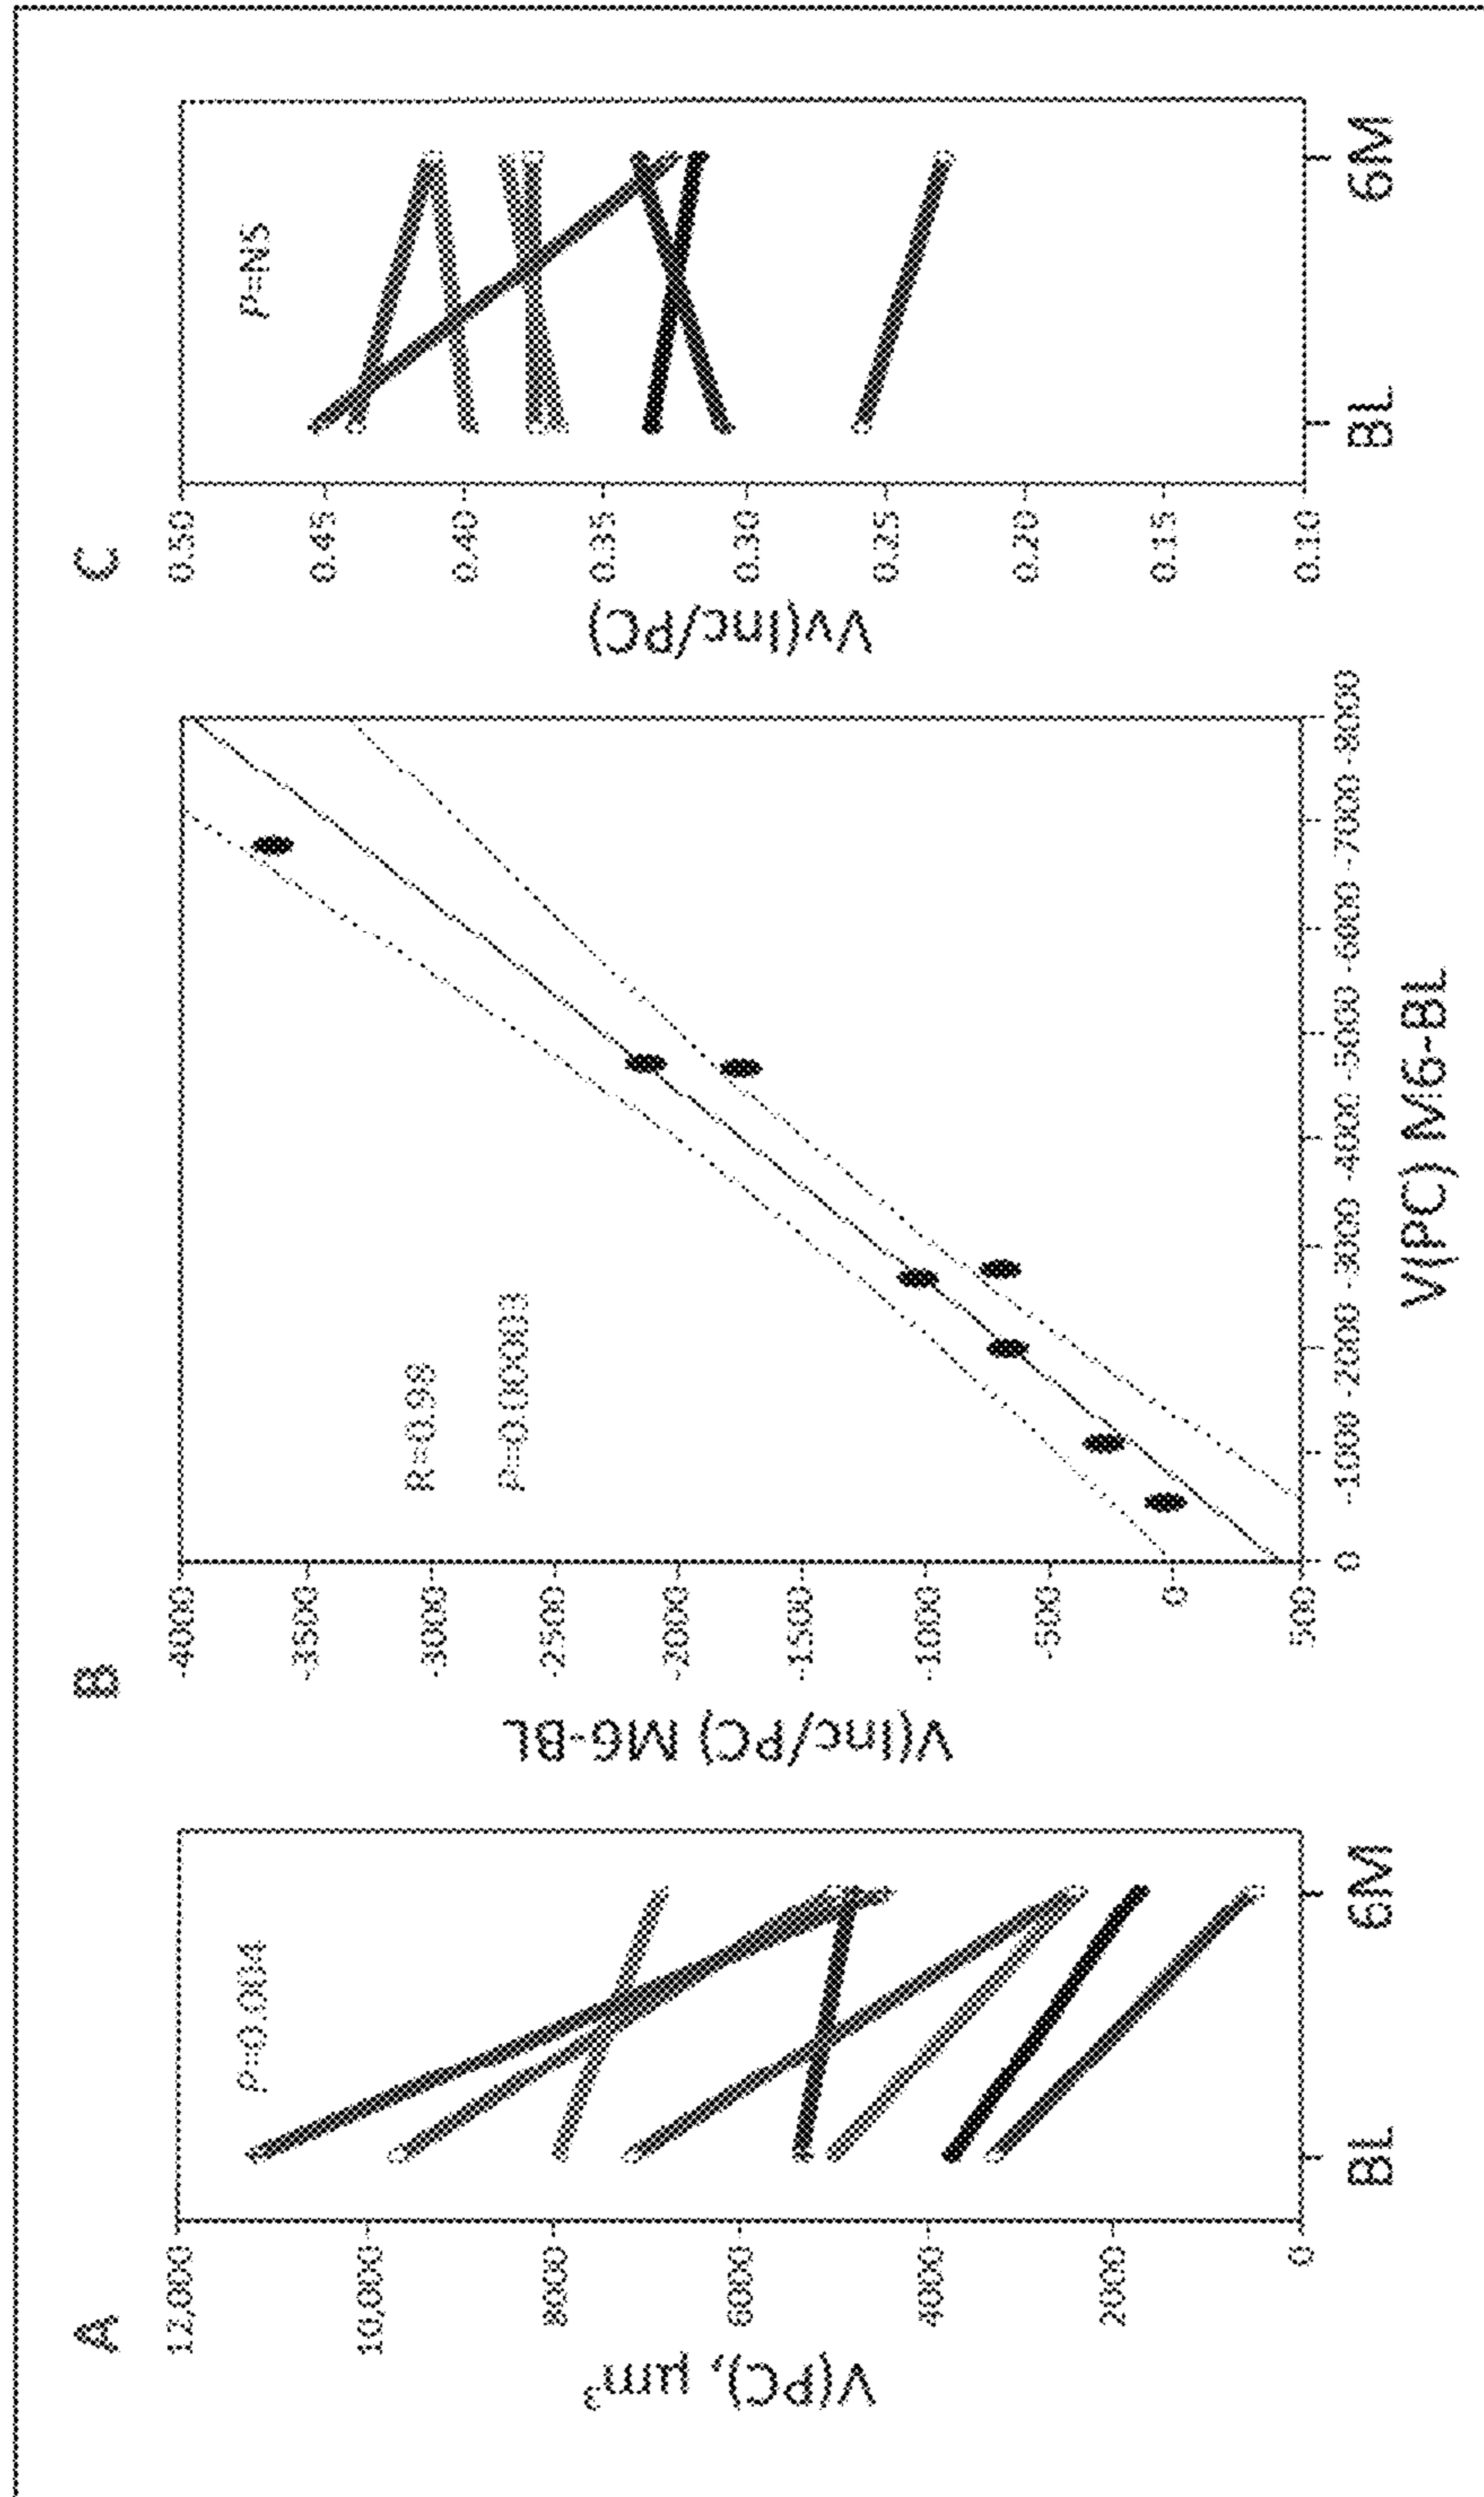 A
V(PC), µm³
12,000
10,000
8000
6000
4000
2000
0
P=0.004
BL
6M
B
V(Inc/PC) M6-BL
-4000
-3500
-3000
-2500
-2000
-1500
-1000
-500
0
500
R=0.98
P=0.00003
0
-1000
-2000
-3000
-4000
-5000
-6000
-7000
-8000
V(PC) M6-BL
C
Vv(Inc/PC)
0.50
0.45
0.40
0.35
0.30
0.25
0.20
0.15
0.10
P=NS
BL
6M